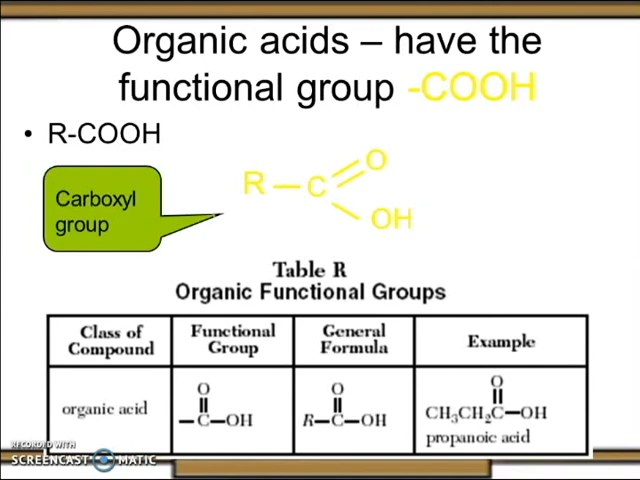 Organic acids – have the
functional group -COOH
• R-COOH
Carboxyl
group
R
C
O
OH
Table R
Organic Functional Groups
Class of
Compound
Functional
Group
General
Formula
Example
organic acid
O
–C–OH
O
R–C–OH
O
CH₃CH₂C–OH
propanoic acid
RECORDED WITH
SCREENCAST MATIC